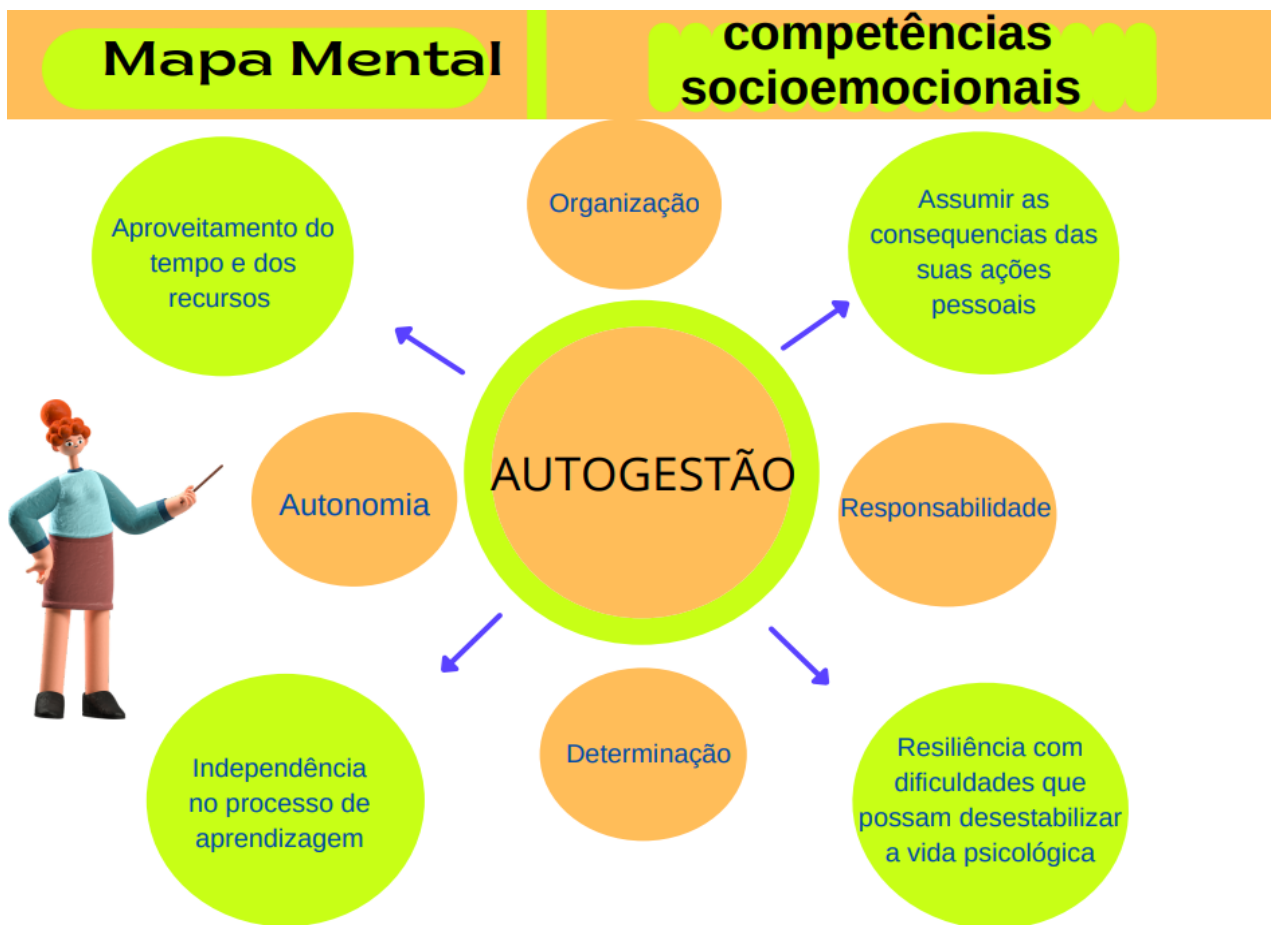 Mapa Mental
competências
socioemocionais
Organização
Aproveitamento do
tempo e dos
recursos
Assumir as
consequencias das
suas ações
pessoais
AUTOGESTÃO
Autonomia
Responsabilidade
Independência
no processo de
aprendizagem
Determinação
Resiliência com
dificuldades que
possam desestabilizar
a vida psicológica